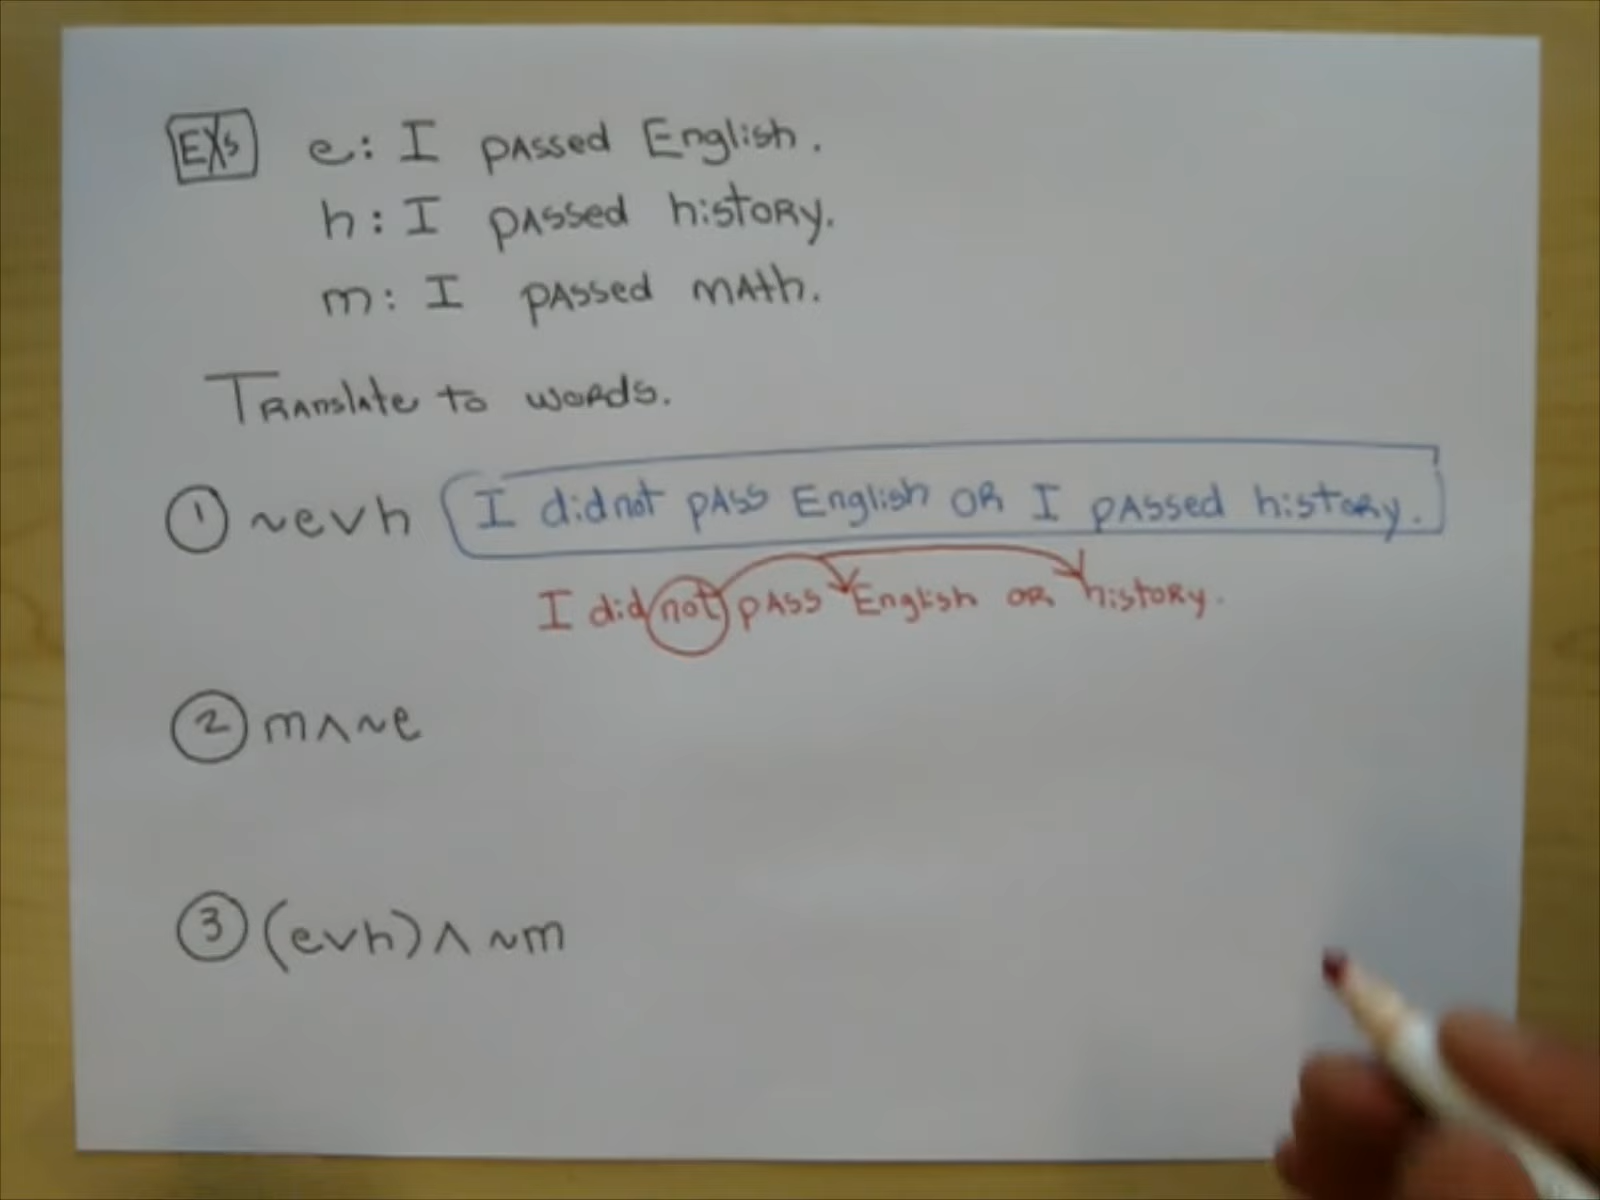 EXs e: I passed English.
h: I passed history.
m: I passed math.
Translate to words.
1 ~e∨h I did not pass English or I passed history.
I did not pass English or history.
2 m∧~e
3 (e∨h)∧~m